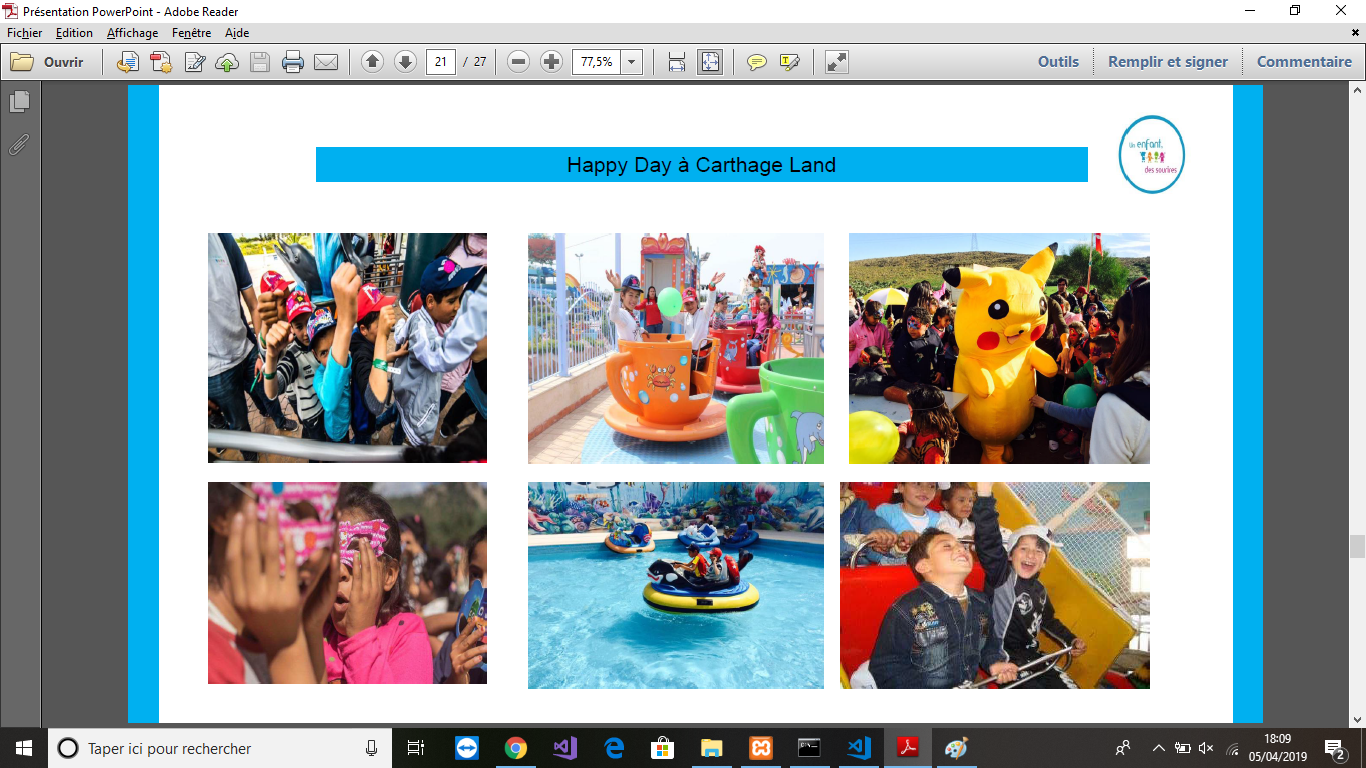 Présentation PowerPoint - Adobe Reader
Fichier Edition Affichage Fenêtre Aide
Ouvrir 21 / 27 77,5% Outils Remplir et signer Commentaire
Happy Day à Carthage Land
Un enfant,
des sourires
Taper ici pour rechercher
18:09
05/04/2019
2